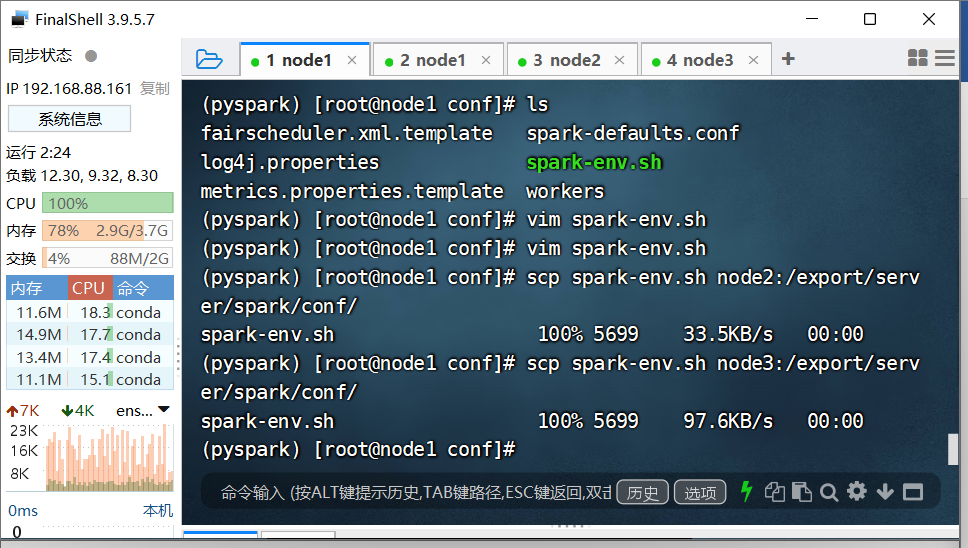 FinalShell 3.9.5.7
同步状态
IP 192.168.88.161 复制
系统信息
运行 2:24
负载 12.30, 9.32, 8.30
CPU 100%
内存 78% 2.9G/3.7G
交换 4% 88M/2G
内存 CPU 命令
11.6M 18.3 conda
14.9M 17.7 conda
13.4M 17.4 conda
11.1M 15.1 conda
7K 4K ens...
23K
16K
8K
0ms 本机
0
1 node1 × 2 node1 × 3 node2 × 4 node3 × +
(pyspark) [root@node1 conf]# ls
fairscheduler.xml.template spark-defaults.conf
log4j.properties spark-env.sh
metrics.properties.template workers
(pyspark) [root@node1 conf]# vim spark-env.sh
(pyspark) [root@node1 conf]# vim spark-env.sh
(pyspark) [root@node1 conf]# scp spark-env.sh node2:/export/serv
er/spark/conf/
spark-env.sh 100% 5699 33.5KB/s 00:00
(pyspark) [root@node1 conf]# scp spark-env.sh node3:/export/serv
er/spark/conf/
spark-env.sh 100% 5699 97.6KB/s 00:00
(pyspark) [root@node1 conf]#
命令输入 (按ALT键提示历史,TAB键路径,ESC键返回,双击 历史 选项